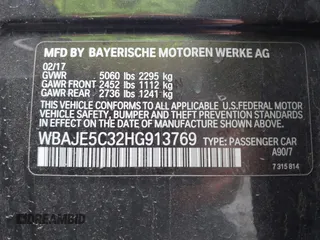 MFD BY BAYERISCHE MOTOREN WERKE AG
02/17
GVWR 5060 lbs 2295 kg
GAWR FRONT 2452 lbs 1112 kg
GAWR REAR 2736 lbs 1241 kg
THIS VEHICLE CONFORMS TO ALL APPLICABLE
U.S. FEDERAL MOTOR VEHICLE SAFETY,
BUMPER, AND THEFT PREVENTION STANDARDS
IN EFFECT ON THE DATE OF
MANUFACTURE SHOWN ABOVE.
WBAJE5C32HG913769 TYPE: PASSENGER CAR
A90/7
7 315 814
DREAMBID